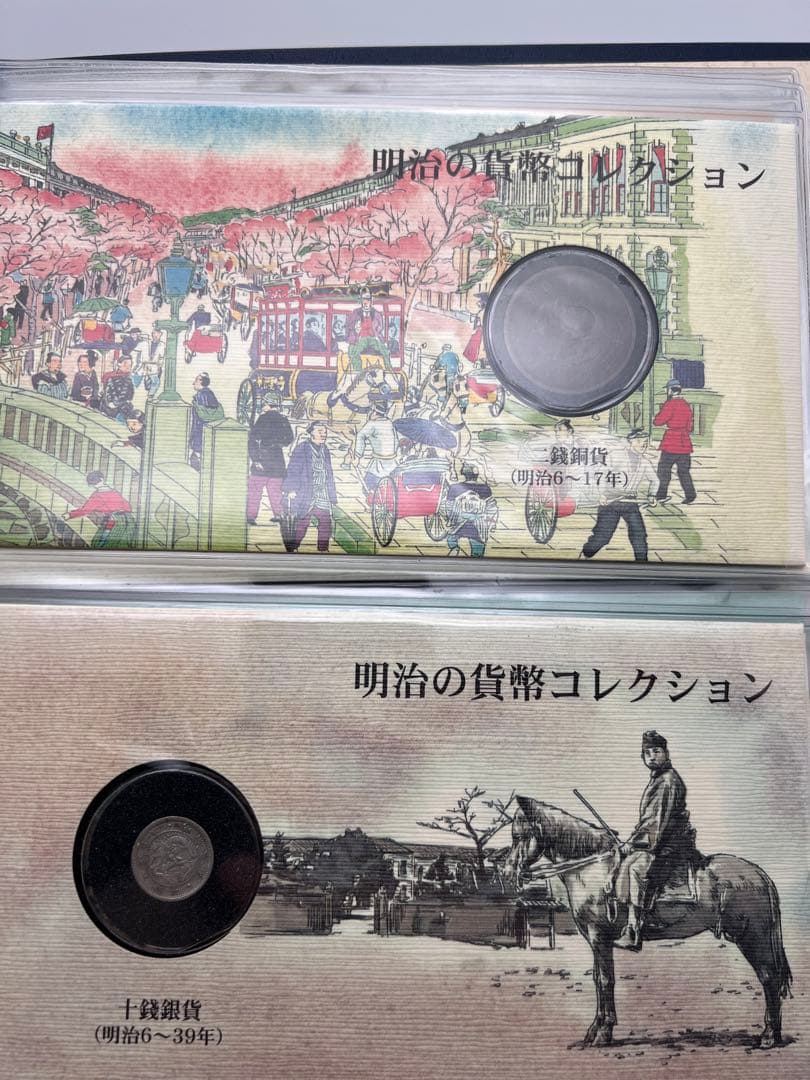 明治の貨幣コレクション
二錢銅貨
(明治6〜17年)
明治の貨幣コレクション
十錢銀貨
(明治6〜39年)